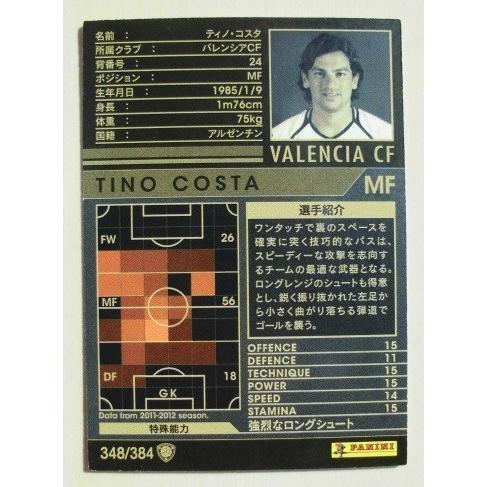 名前 : ティノ・コスタ
所属クラブ : バレンシアCF
背番号 : 24
ポジション : MF
生年月日 : 1985/1/9
身長 : 1m76cm
体重 : 75kg
国籍 : アルゼンチン
VALENCIA CF
TINO COSTA MF
FW 26
MF 56
DF 18
GK
Data from 2011-2012 season.
選手紹介
ワンタッチで裏のスペースを
確実に突く技巧的なパスは、
スピーディーな攻撃を志向す
るチームの最適な武器となる。
ロングレンジのシュートも得意
とし、鋭く振り抜かれた左足か
ら小さく曲がり落ちる弾道で
ゴールを襲う。
OFFENCE 15
DEFENCE 11
TECHNIQUE 15
POWER 15
SPEED 14
STAMINA 15
特殊能力 強烈なロングシュート
348/384
PANINI